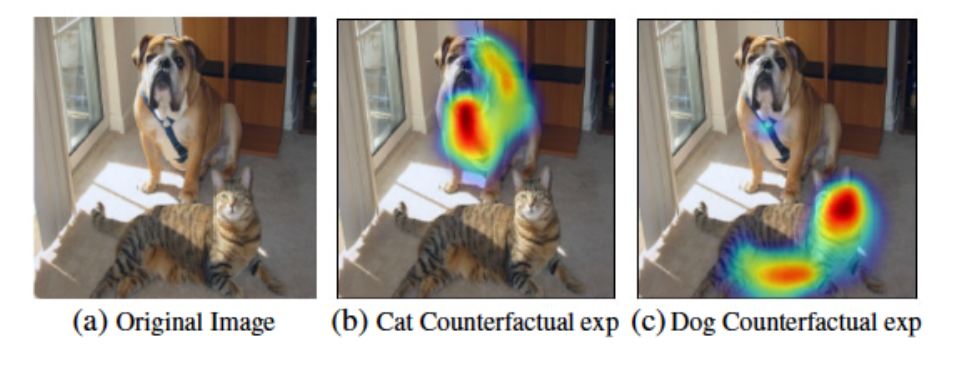 (a) Original Image
(b) Cat Counterfactual exp
(c) Dog Counterfactual exp